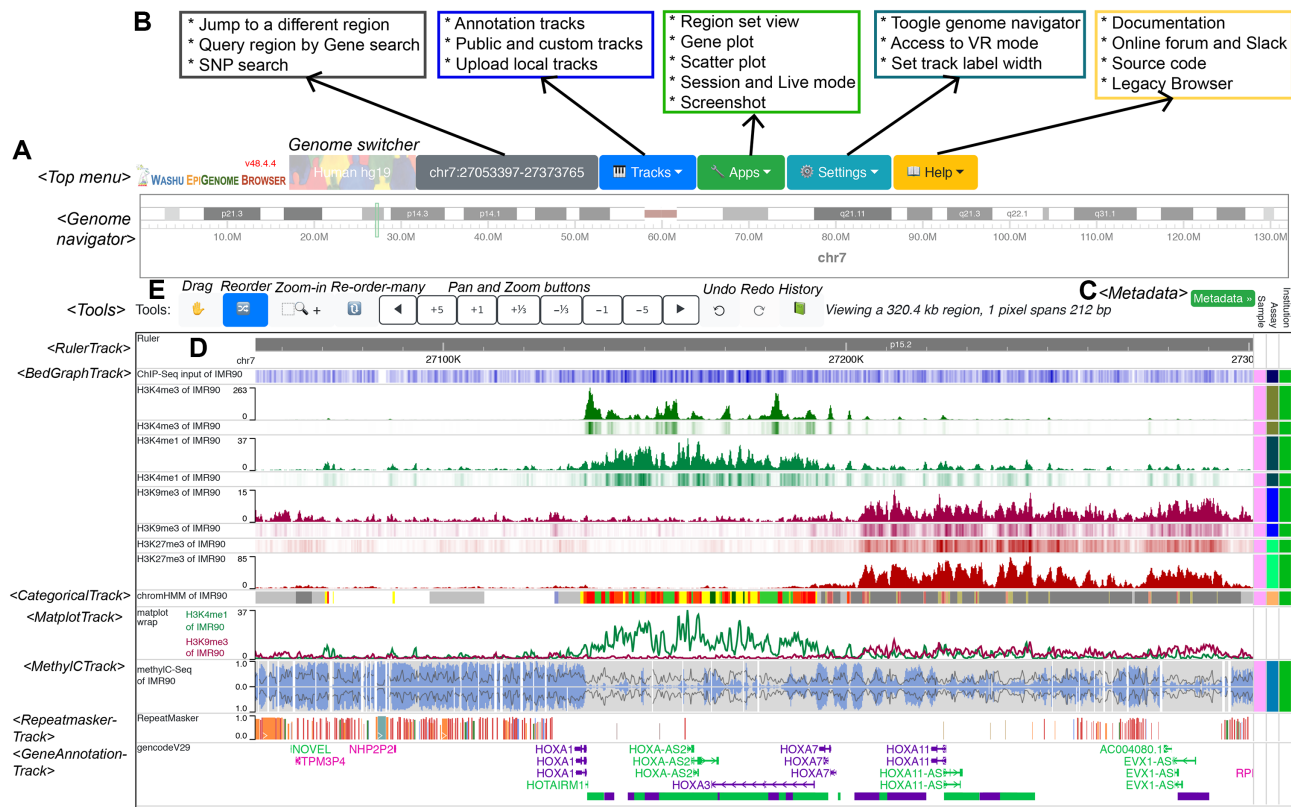 B
* Jump to a different region
* Query region by Gene search
* SNP search
* Annotation tracks
* Public and custom tracks
* Upload local tracks
* Region set view
* Gene plot
* Scatter plot
* Session and Live mode
* Screenshot
* Toogle genome navigator
* Access to VR mode
* Set track label width
* Documentation
* Online forum and Slack
* Source code
* Legacy Browser
A
Genome switcher
<Top menu>
v48.4.4
WASHU EPIGENOME BROWSER
Human hg19
chr7:27053397-27373765
Tracks
Apps
Settings
Help
<Genome navigator>
p21.3 p14.3 p14.1 q21.11 q21.3 q22.1 q31.1
10.0M 20.0M 30.0M 40.0M 50.0M 60.0M 70.0M 80.0M 90.0M 100.0M 110.0M 120.0M 130.0M
chr7
E
Drag Reorder Zoom-in Re-order-many Pan and Zoom buttons Undo Redo History
C <Metadata> Metadata »
<Tools>
Tools: + +5 +1 +⅓ -⅓ -1 -5
Viewing a 320.4 kb region, 1 pixel spans 212 bp
Sample
Assay
Institution
D
<RulerTrack>
Ruler
p15.2
chr7 27100K 27200K 2730
<BedGraphTrack>
ChIP-Seq input of IMR90
H3K4me3 of IMR90 263
0
H3K4me3 of IMR90
H3K4me1 of IMR90 37
0
H3K4me1 of IMR90
H3K9me3 of IMR90 15
0
H3K9me3 of IMR90
H3K27me3 of IMR90
H3K27me3 of IMR90 85
0
<CategoricalTrack>
chromHMM of IMR90
<MatplotTrack>
matplot wrap
H3K4me1 of IMR90
H3K9me3 of IMR90
37
0
<MethylCTrack>
methylC-Seq of IMR90
1.0
0.0
1.0
<Repeatmasker-Track>
RepeatMasker
1.0
0.0
<GeneAnnotation-Track>
gencodeV29
NOVEL NHP2P2 HOXA1 HOXA-AS2 HOXA7 HOXA11 AC004080.1
TPM3P4 HOXA1 HOXA-AS2 HOXA7 HOXA11 EVX1-AS
HOXA1 HOXA-AS2 HOXA7 HOXA11-AS EVX1-AS RP
HOTAIRM1 HOXA3 HOXA11-AS EVX1-AS